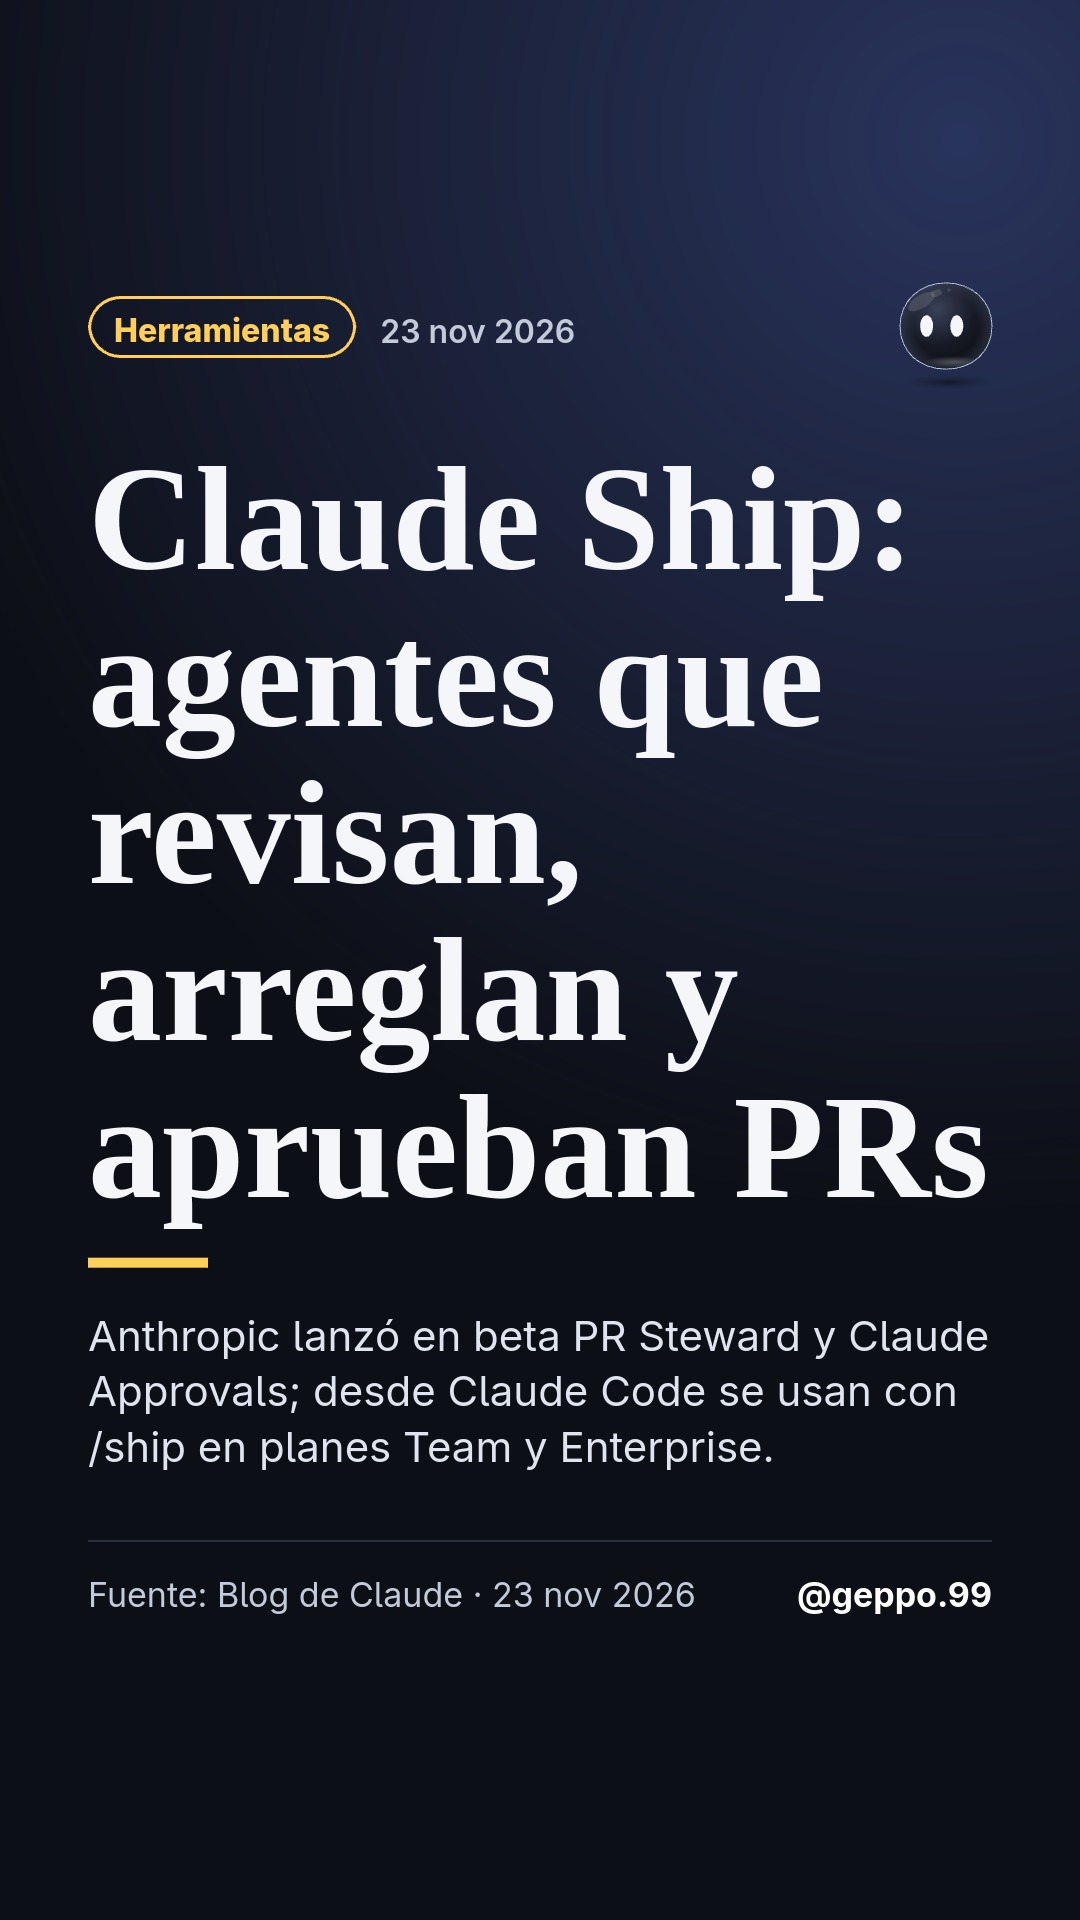 Herramientas
23 nov 2026
Claude Ship:
agentes que
revisan,
arreglan y
aprueban PRs
Anthropic lanzó en beta PR Steward y Claude
Approvals; desde Claude Code se usan con
/ship en planes Team y Enterprise.
Fuente: Blog de Claude · 23 nov 2026
@geppo.99